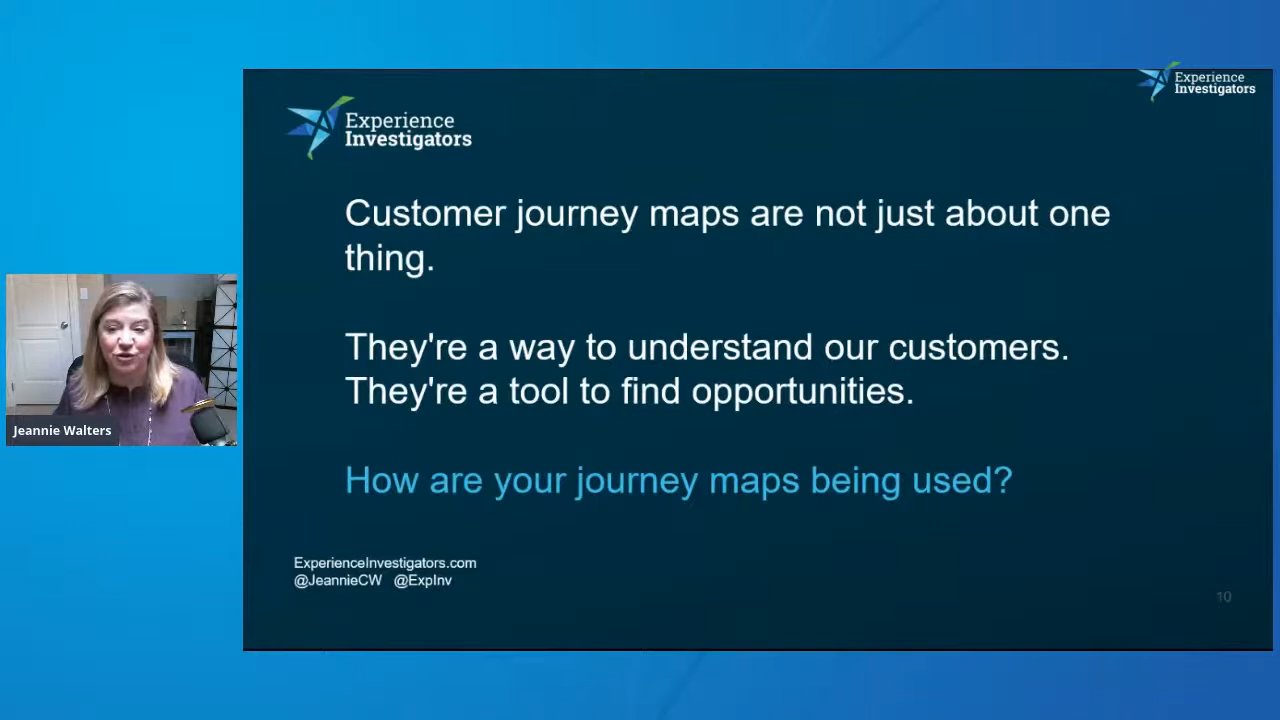 Experience
Investigators
Experience
Investigators
Customer journey maps are not just about one
thing.
They're a way to understand our customers.
They're a tool to find opportunities.
How are your journey maps being used?
Jeannie Walters
ExperienceInvestigators.com
@JeannieCW @ExpInv
10